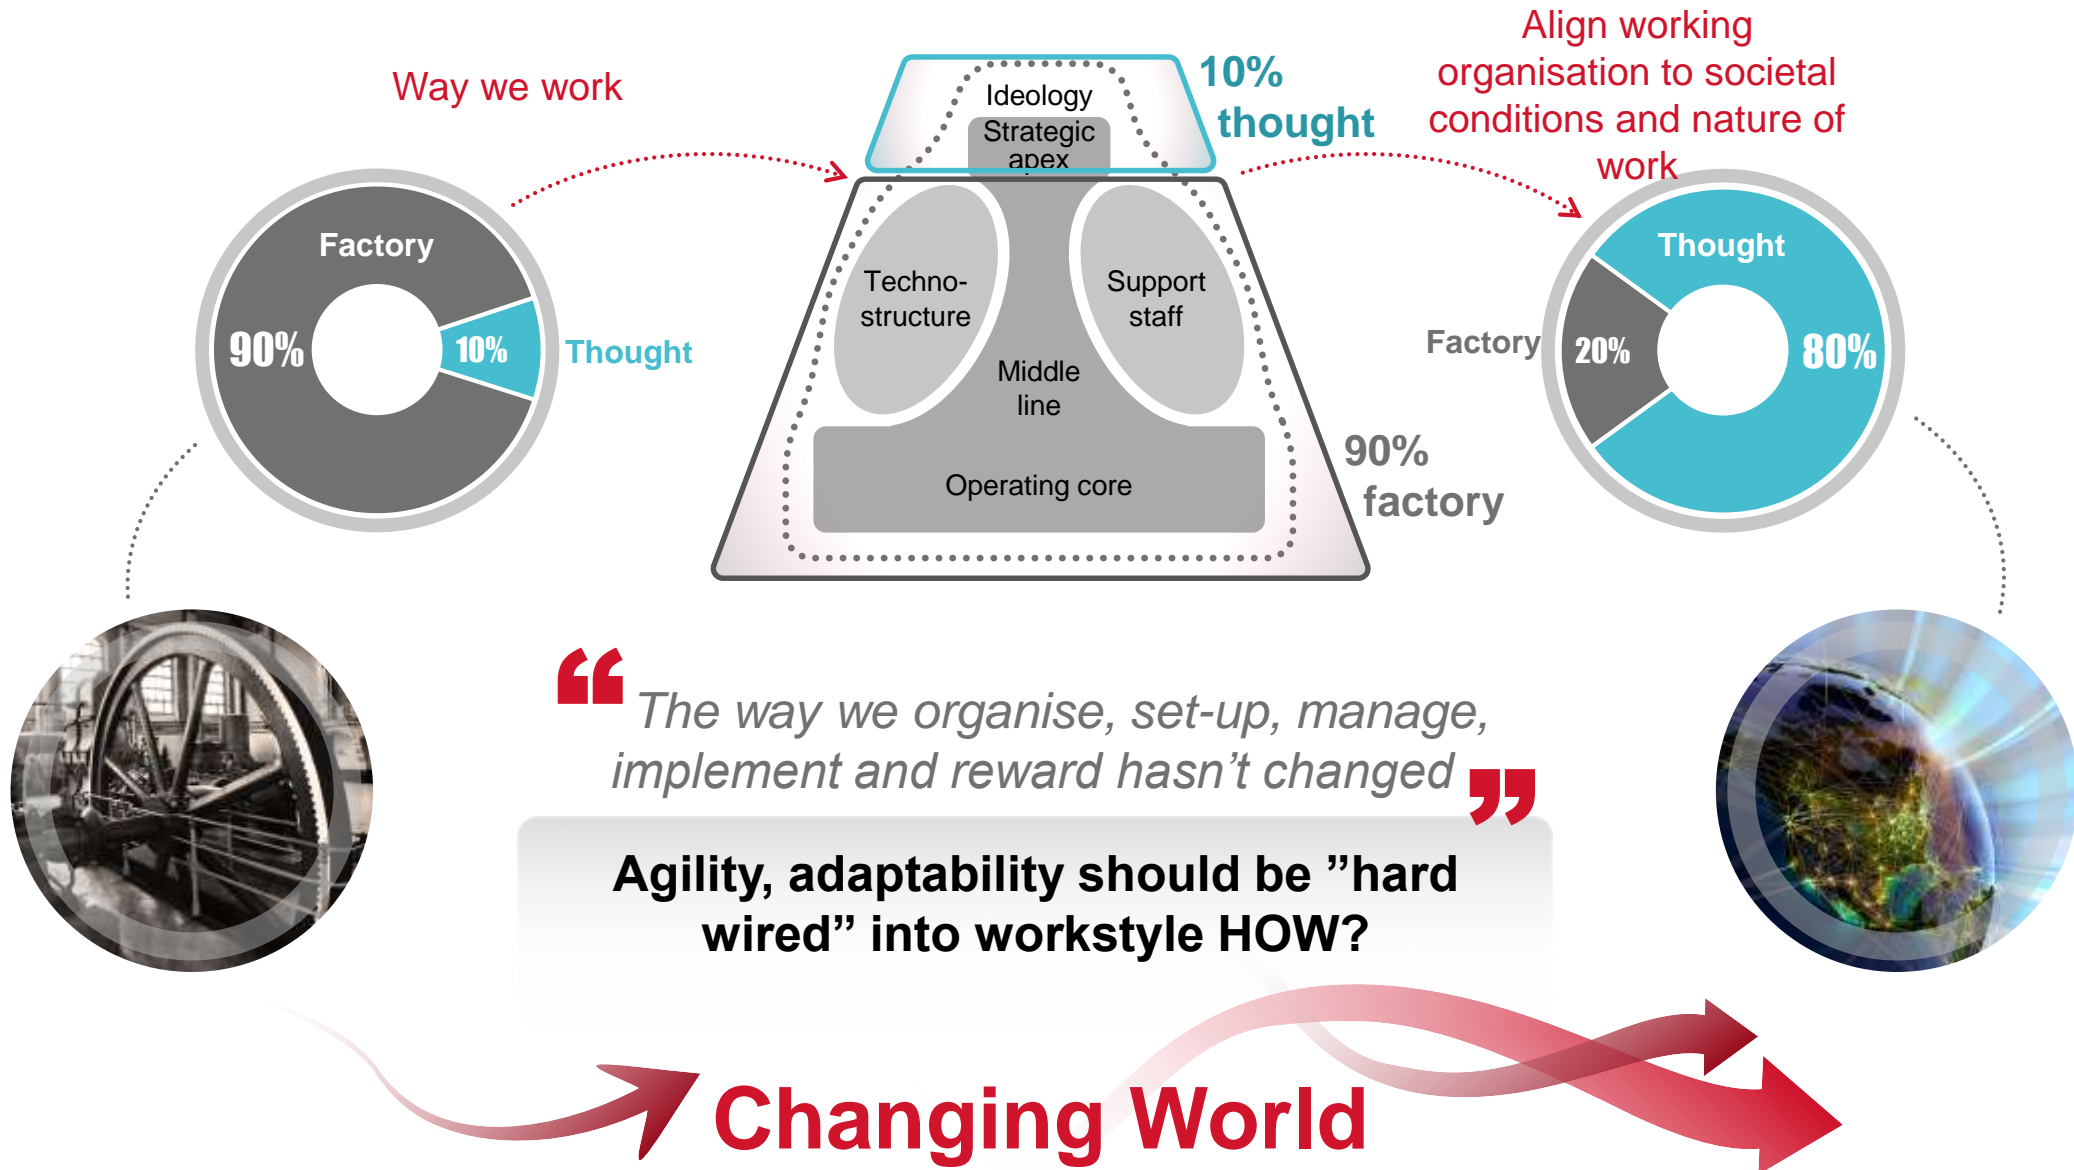 Way we work
Factory
90%
10%
Thought
Ideology
Strategic
apex
10%
thought
Techno-
structure
Support
staff
Middle
line
Operating core
90%
factory
Align working
organisation to societal
conditions and nature of
work
Thought
Factory
20%
80%
“The way we organise, set-up, manage,
implement and reward hasn’t changed”
Agility, adaptability should be ”hard
wired” into workstyle HOW?
Changing World